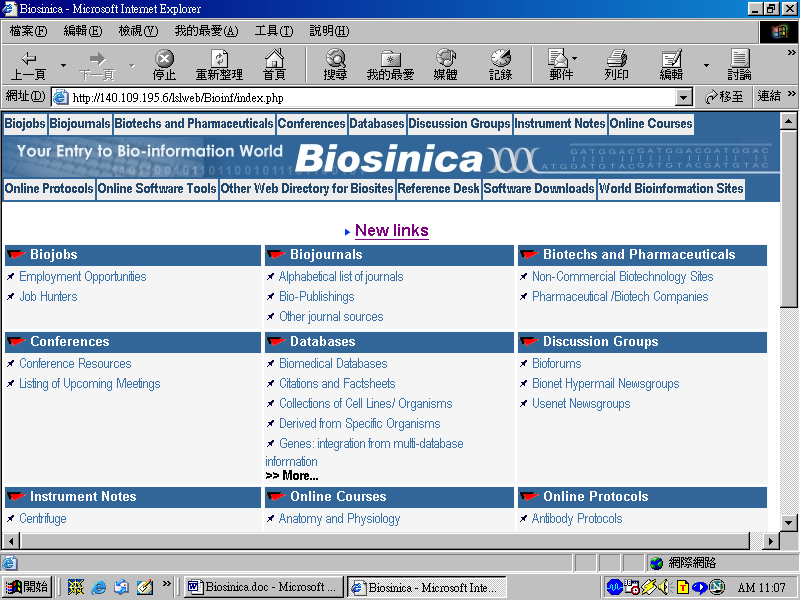 Biosinica - Microsoft Internet Explorer
檔案(F) 編輯(E) 檢視(V) 我的最愛(A) 工具(T) 說明(H)
上一頁 下一頁 停止 重新整理 首頁 搜尋 我的最愛 媒體 記錄 郵件 列印 編輯 討論 »
網址(D) http://140.109.195.6/lslweb/Bioinf/index.php 移至 連結 »
Biojobs Biojournals Biotechs and Pharmaceuticals Conferences Databases Discussion Groups Instrument Notes Online Courses
Your Entry to Bio-information World Biosinica
Online Protocols Online Software Tools Other Web Directory for Biosites Reference Desk Software Downloads World Bioinformation Sites
New links
Biojobs Biojournals Biotechs and Pharmaceuticals
Employment Opportunities Alphabetical list of journals Non-Commercial Biotechnology Sites
Job Hunters Bio-Publishings Pharmaceutical /Biotech Companies
Other journal sources
Conferences Databases Discussion Groups
Conference Resources Biomedical Databases Bioforums
Listing of Upcoming Meetings Citations and Factsheets Bionet Hypermail Newsgroups
Collections of Cell Lines/ Organisms Usenet Newsgroups
Derived from Specific Organisms
Genes: integration from multi-database
information
>> More...
Instrument Notes Online Courses Online Protocols
Centrifuge Anatomy and Physiology Antibody Protocols
網際網路
開始 » Biosinica.doc - Microsoft ... Biosinica - Microsoft Inte... AM 11:07